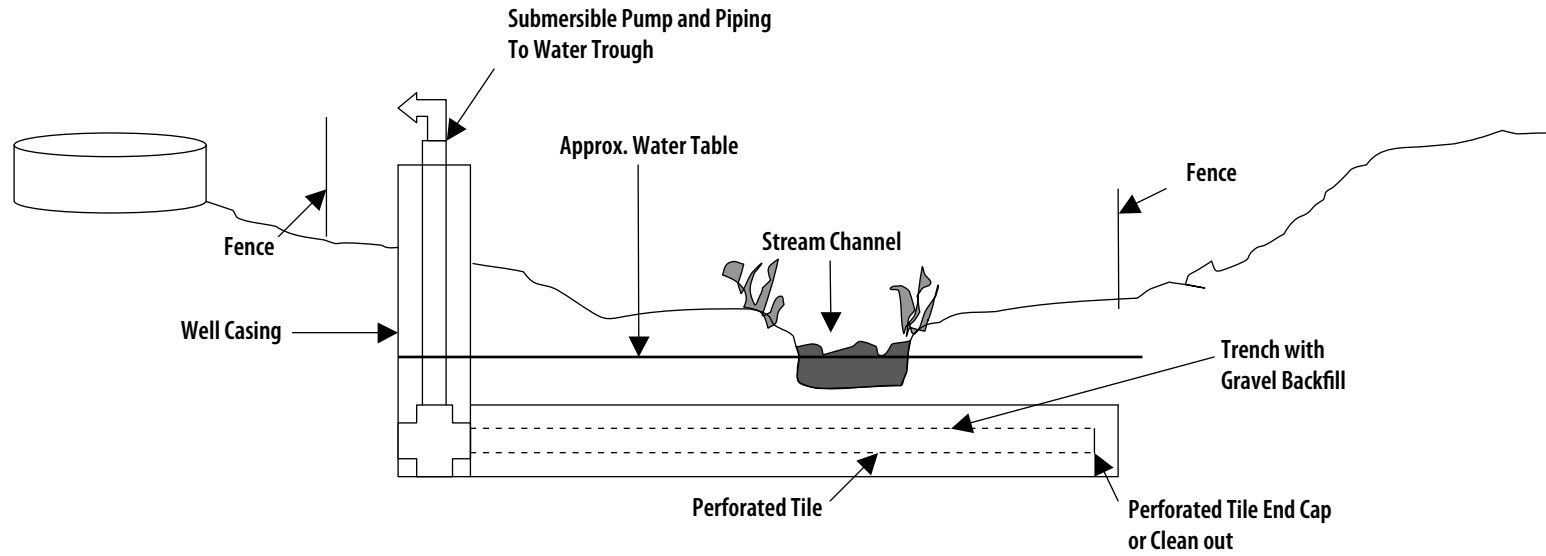 Submersible Pump and Piping
To Water Trough
Approx. Water Table
Fence
Fence
Stream Channel
Well Casing
Trench with
Gravel Backfill
Perforated Tile
Perforated Tile End Cap
or Clean out